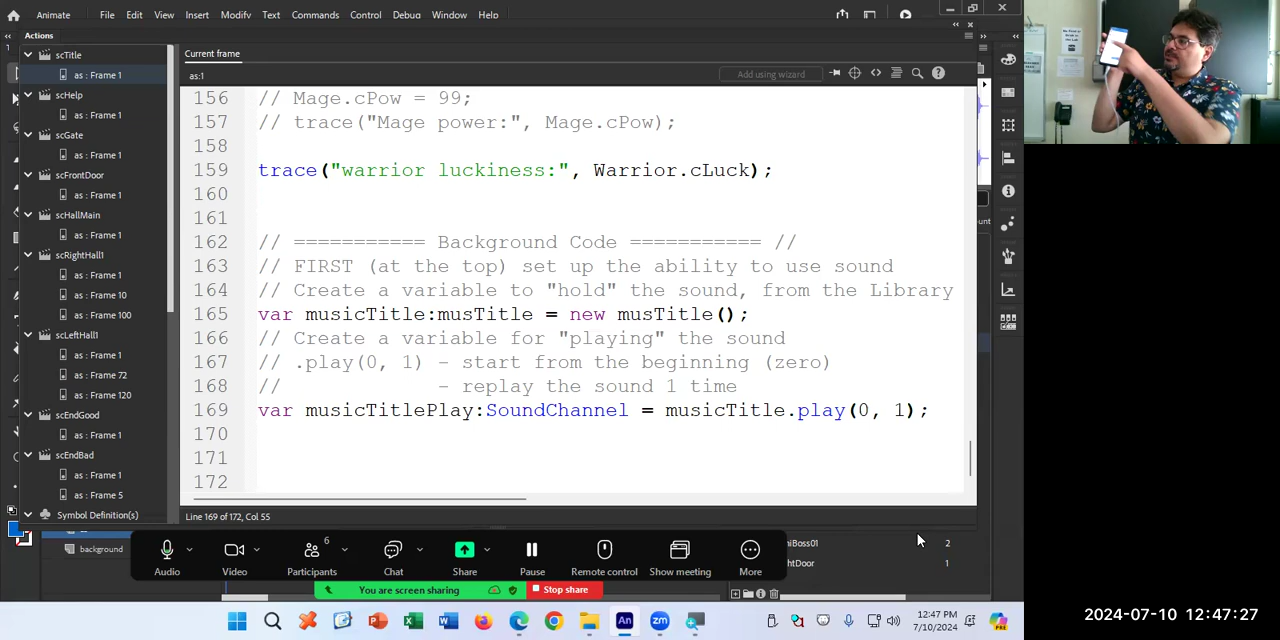 Animate File Edit View Insert Modify Text Commands Control Debug Window Help
Actions
scTitle
as : Frame 1
scHelp
as : Frame 1
scGate
as : Frame 1
scFrontDoor
as : Frame 1
scHallMain
as : Frame 1
scRightHall1
as : Frame 1
as : Frame 10
as : Frame 100
scLeftHall1
as : Frame 1
as : Frame 72
as : Frame 120
scEndGood
as : Frame 1
scEndBad
as : Frame 1
as : Frame 5
Symbol Definition(s)
background
Current frame
as:1
Add using wizard
156 // Mage.cPow = 99;
157 // trace("Mage power:", Mage.cPow);
158
159 trace("warrior luckiness:", Warrior.cLuck);
160
161
162 // =========== Background Code =========== //
163 // FIRST (at the top) set up the ability to use sound
164 // Create a variable to "hold" the sound, from the Library
165 var musicTitle:musTitle = new musTitle();
166 // Create a variable for "playing" the sound
167 // .play(0, 1) - start from the beginning (zero)
168 // - replay the sound 1 time
169 var musicTitlePlay:SoundChannel = musicTitle.play(0, 1);
170
171
172
Line 169 of 172, Col 55
niBoss01 2
htDoor 1
6
Audio Video Participants Chat Share Pause Remote control Show meeting More
You are screen sharing Stop share
12:47 PM
7/10/2024
2024-07-10 12:47:27